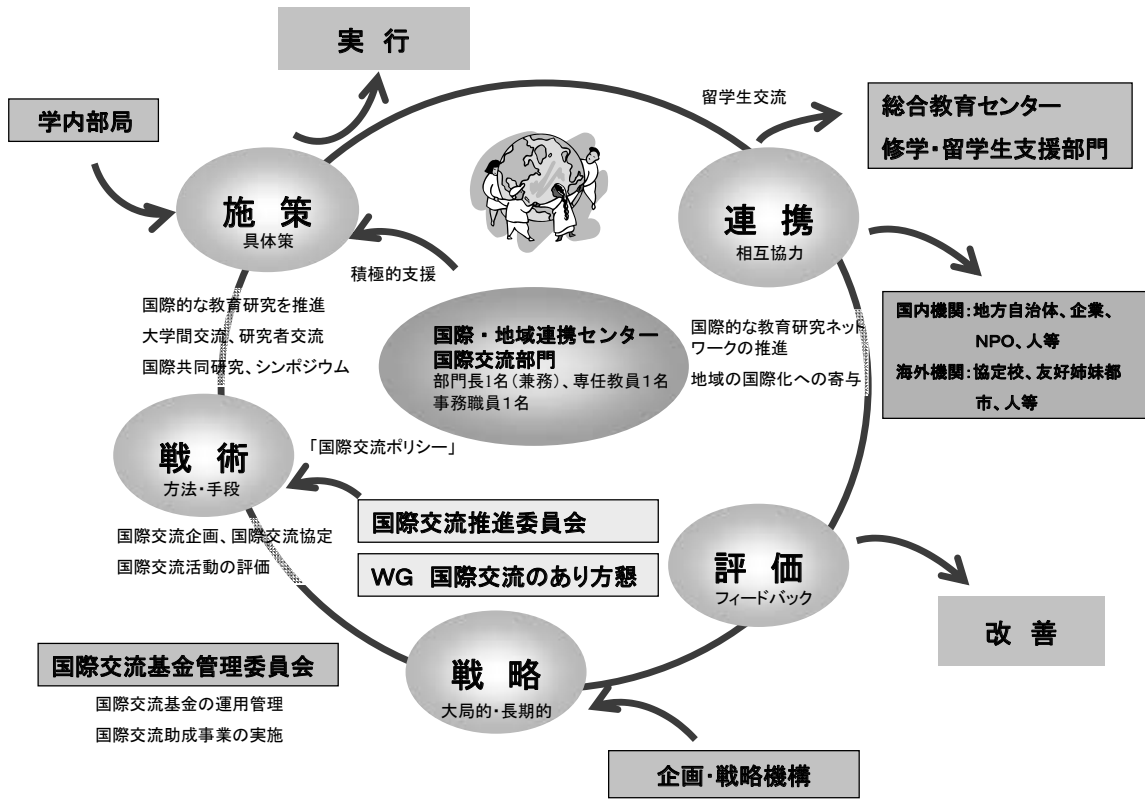 実 行
学内部局
施 策
具体策
留学生交流
総合教育センター
修学・留学生支援部門
連 携
相互協力
積極的支援
国際的な教育研究を推進
大学間交流、研究者交流
国際共同研究、シンポジウム
国際・地域連携センター
国際交流部門
部門長1名(兼務)、専任教員1名
事務職員1名
国際的な教育研究ネット
ワークの推進
地域の国際化への寄与
国内機関:地方自治体、企業、
NPO、人等
海外機関:協定校、友好姉妹都
市、人等
戦 術
方法・手段
「国際交流ポリシー」
国際交流企画、国際交流協定
国際交流活動の評価
国際交流推進委員会
WG 国際交流のあり方懇
評 価
フィードバック
改 善
国際交流基金管理委員会
国際交流基金の運用管理
国際交流助成事業の実施
戦 略
大局的・長期的
企画・戦略機構